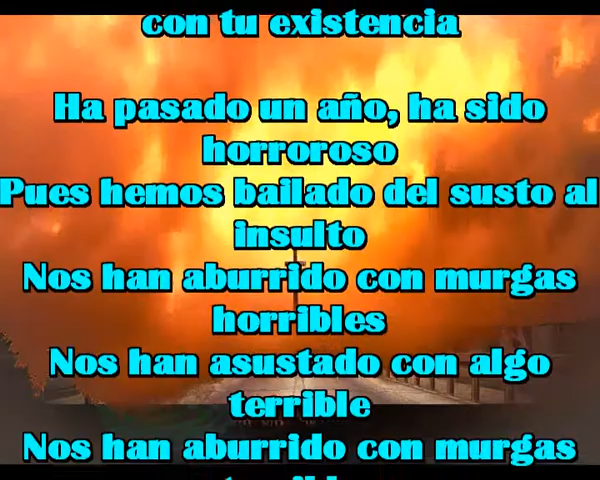 con tu existencia
Ha pasado un año, ha sido
horroroso
Pues hemos bailado del susto al
insulto
Nos han aburrido con murgas
horribles
Nos han asustado con algo
terrible
Nos han aburrido con murgas